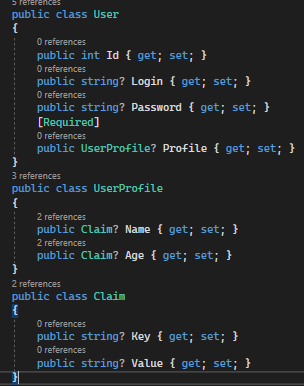 5 references
public class User
{
0 references
public int Id { get; set; }
0 references
public string? Login { get; set; }
0 references
public string? Password { get; set; }
[Required]
0 references
public UserProfile? Profile { get; set; }
}
3 references
public class UserProfile
{
2 references
public Claim? Name { get; set; }
2 references
public Claim? Age { get; set; }
}
2 references
public class Claim
{
0 references
public string? Key { get; set; }
0 references
public string? Value { get; set; }
}